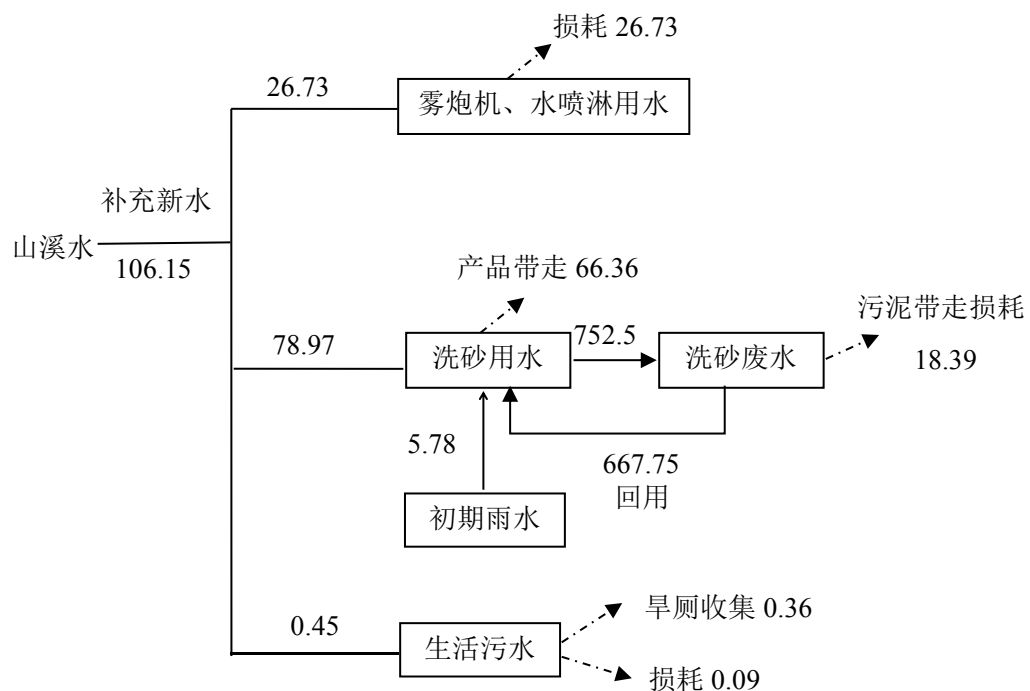 损耗 26.73
26.73
雾炮机、水喷淋用水
补充新水
山溪水
106.15
产品带走 66.36
污泥带走损耗
18.39
78.97
洗砂用水
752.5
洗砂废水
5.78
667.75
回用
初期雨水
旱厕收集 0.36
0.45
生活污水
损耗 0.09